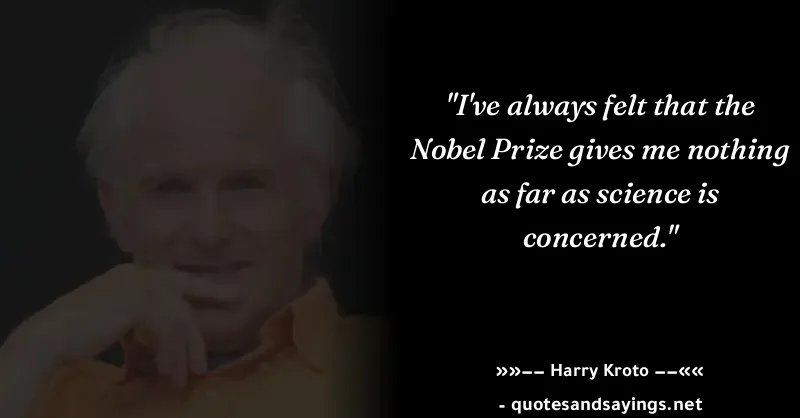 "I've always felt that the
Nobel Prize gives me nothing
as far as science is
concerned."
»»−− Harry Kroto −−««
- quotesandsayings.net